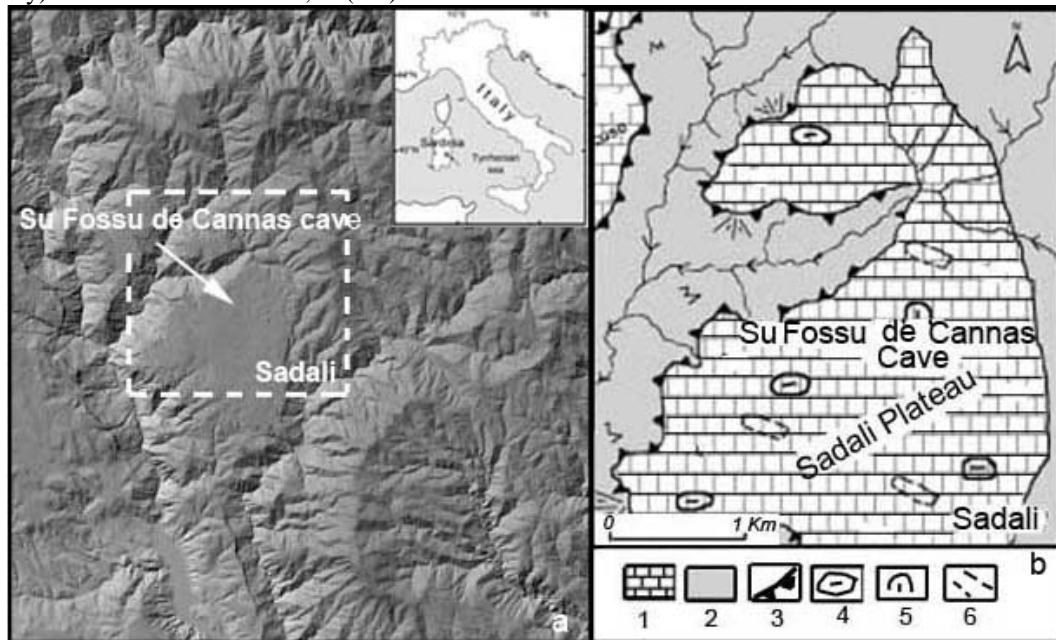 Italy
Sardinia
Tyrrhenian
sea
Su Fossu de Cannas cave
Sadali
a
N
Su Fossu de Cannas
Cave
Sadali Plateau
0 1 Km
Sadali
b
1 2 3 4 5 6